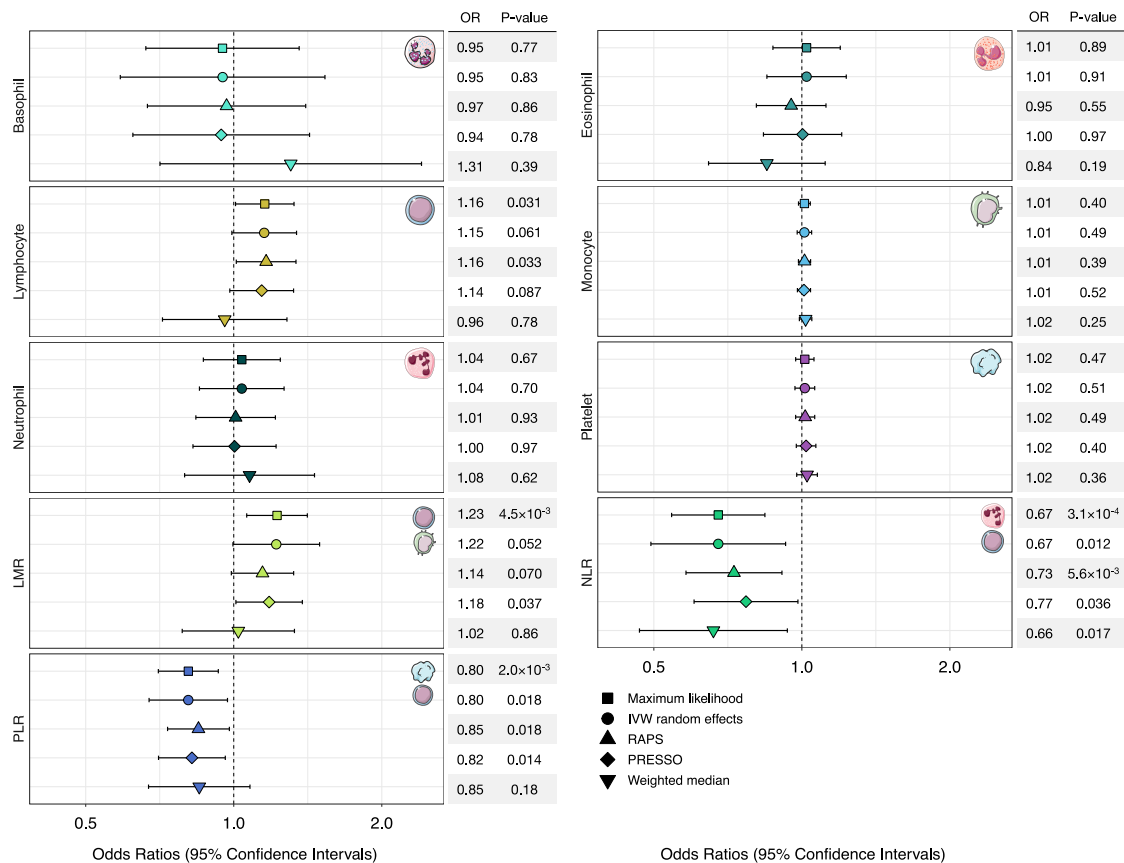 OR P-value
Basophil
0.95 0.77
0.95 0.83
0.97 0.86
0.94 0.78
1.31 0.39
Lymphocyte
1.16 0.031
1.15 0.061
1.16 0.033
1.14 0.087
0.96 0.78
Neutrophil
1.04 0.67
1.04 0.70
1.01 0.93
1.00 0.97
1.08 0.62
LMR
1.23 4.5×10⁻³
1.22 0.052
1.14 0.070
1.18 0.037
1.02 0.86
PLR
0.80 2.0×10⁻³
0.80 0.018
0.85 0.018
0.82 0.014
0.85 0.18
0.5 1.0 2.0
Odds Ratios (95% Confidence Intervals)
OR P-value
Eosinophil
1.01 0.89
1.01 0.91
0.95 0.55
1.00 0.97
0.84 0.19
Monocyte
1.01 0.40
1.01 0.49
1.01 0.39
1.01 0.52
1.02 0.25
Platelet
1.02 0.47
1.02 0.51
1.02 0.49
1.02 0.40
1.02 0.36
NLR
0.67 3.1×10⁻⁴
0.67 0.012
0.73 5.6×10⁻³
0.77 0.036
0.66 0.017
0.5 1.0 2.0
Maximum likelihood
IVW random effects
RAPS
PRESSO
Weighted median
0.5 1.0 2.0
Odds Ratios (95% Confidence Intervals)